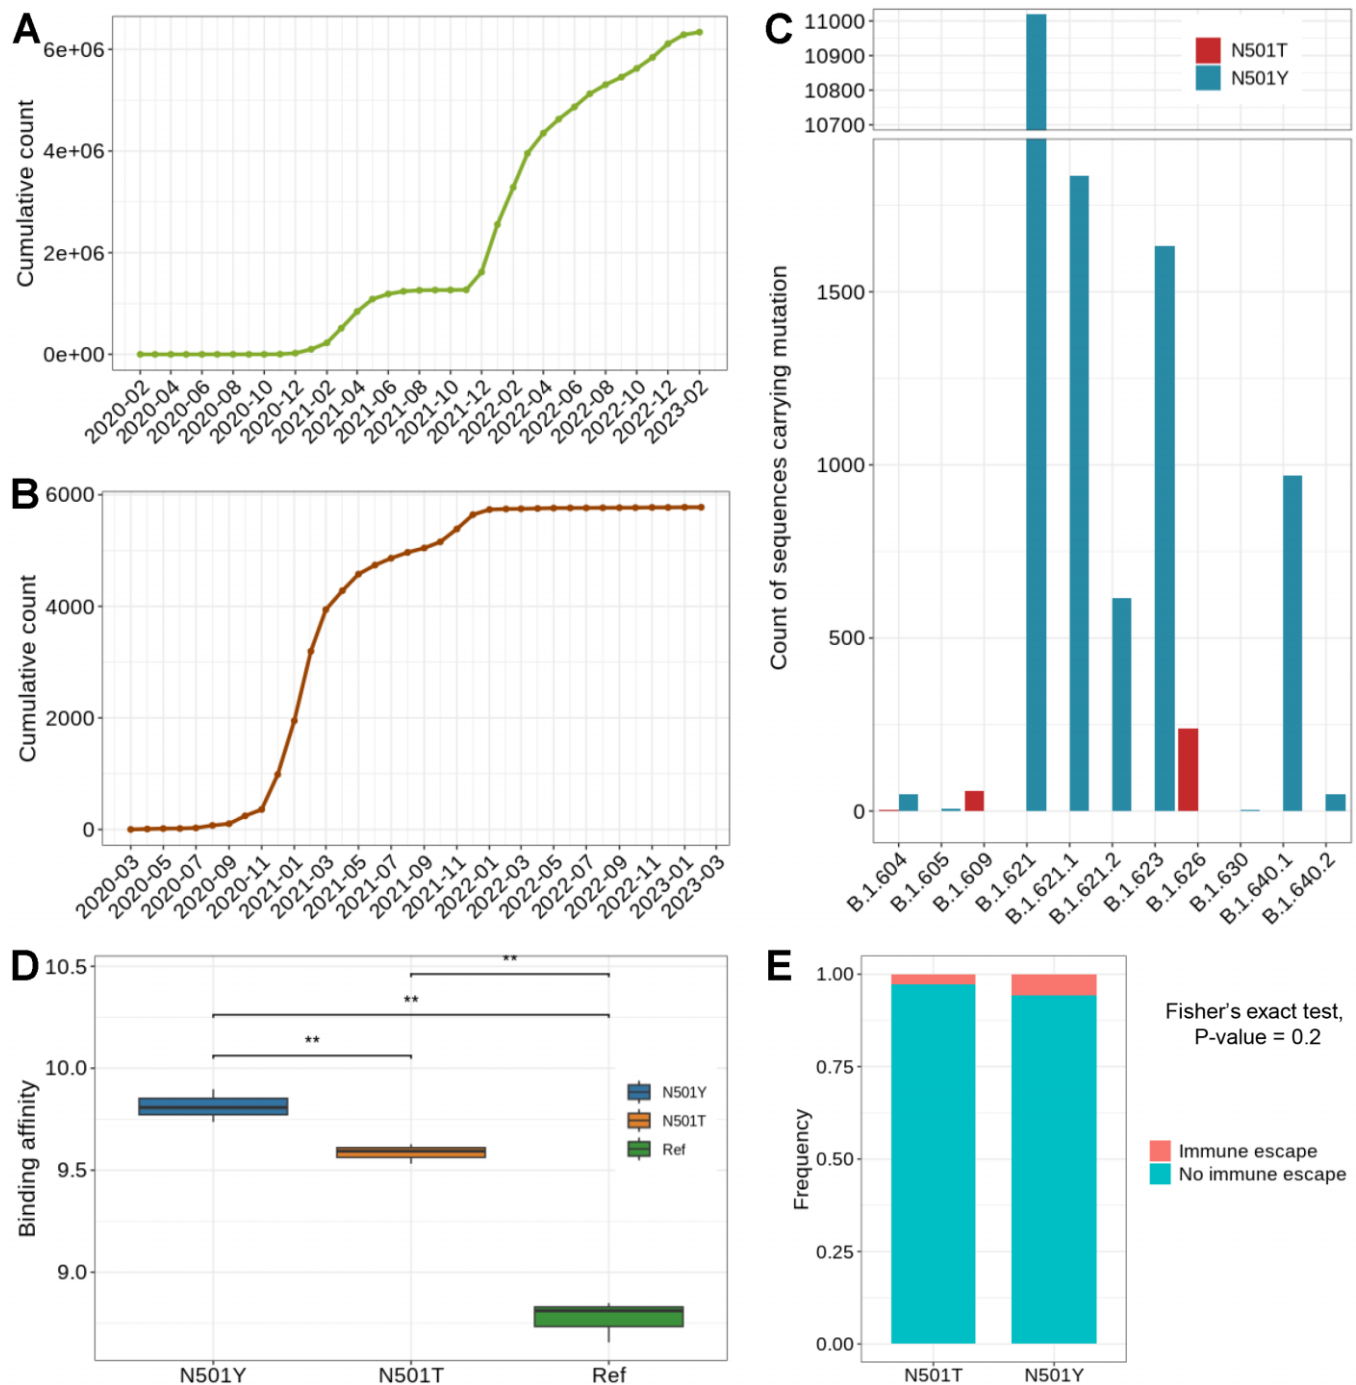 A
6e+06
4e+06
2e+06
0e+00
Cumulative count
2020-02
2020-04
2020-06
2020-08
2020-10
2020-12
2021-02
2021-04
2021-06
2021-08
2021-10
2021-12
2022-02
2022-04
2022-06
2022-08
2022-10
2022-12
2023-02
B
6000
4000
2000
0
Cumulative count
2020-03
2020-05
2020-07
2020-09
2020-11
2021-01
2021-03
2021-05
2021-07
2021-09
2021-11
2022-01
2022-03
2022-05
2022-07
2022-09
2022-11
2023-01
2023-03
C
11000
10900
10800
10700
1500
1000
500
0
Count of sequences carrying mutation
N501T
N501Y
B.1.604
B.1.605
B.1.609
B.1.621
B.1.621.1
B.1.621.2
B.1.623
B.1.626
B.1.630
B.1.640.1
B.1.640.2
D
10.5
10.0
9.5
9.0
Binding affinity
**
**
**
N501Y
N501T
Ref
N501Y
N501T
Ref
E
1.00
0.75
0.50
0.25
0.00
Frequency
N501T
N501Y
Fisher's exact test,
P-value = 0.2
Immune escape
No immune escape